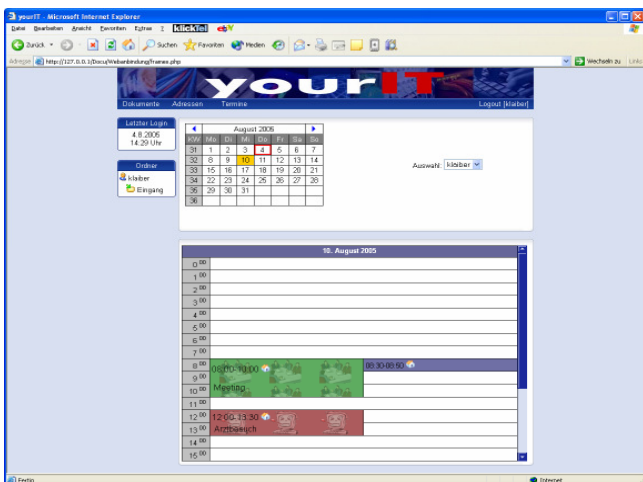 yourIT - Microsoft Internet Explorer
Datei Bearbeiten Ansicht Favoriten Extras ? klickTel ebY
Zurück Suchen Favoriten Medien
Adresse http://127.0.0.1/Docu/Webanbindung/framex.php Wechseln zu Links
yourIT
Dokumente Adressen Termine Logout [klaiber]
Letzter Login
4.8.2005
14:29 Uhr
Ordner
klaiber
Eingang
August 2005
KW Mo Di Mi Do Fr Sa So
31 1 2 3 4 5 6 7
32 8 9 10 11 12 13 14
33 15 16 17 18 19 20 21
34 22 23 24 25 26 27 28
35 29 30 31
36
Auswahl: klaiber
10. August 2005
0 00
1 00
2 00
3 00
4 00
5 00
6 00
7 00
8 00 08:00-10:00 08:30-08:50
9 00
10 00 Meeting
11 00
12 00 12:00-13:30
13 00 Arztbesuch
14 00
15 00
Fertig Internet